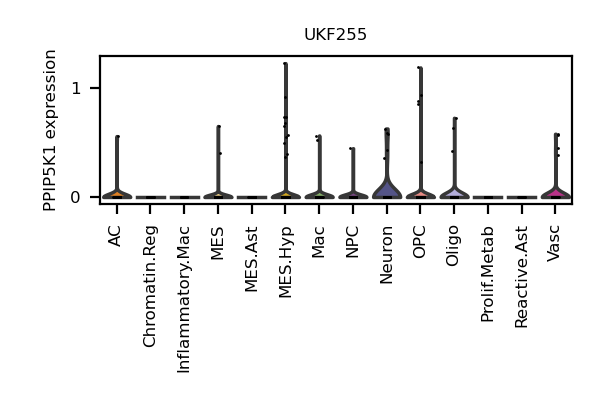 UKF255
PPIP5K1 expression
1
0
AC
Chromatin.Reg
Inflammatory.Mac
MES
MES.Ast
MES.Hyp
Mac
NPC
Neuron
OPC
Oligo
Prolif.Metab
Reactive.Ast
Vasc